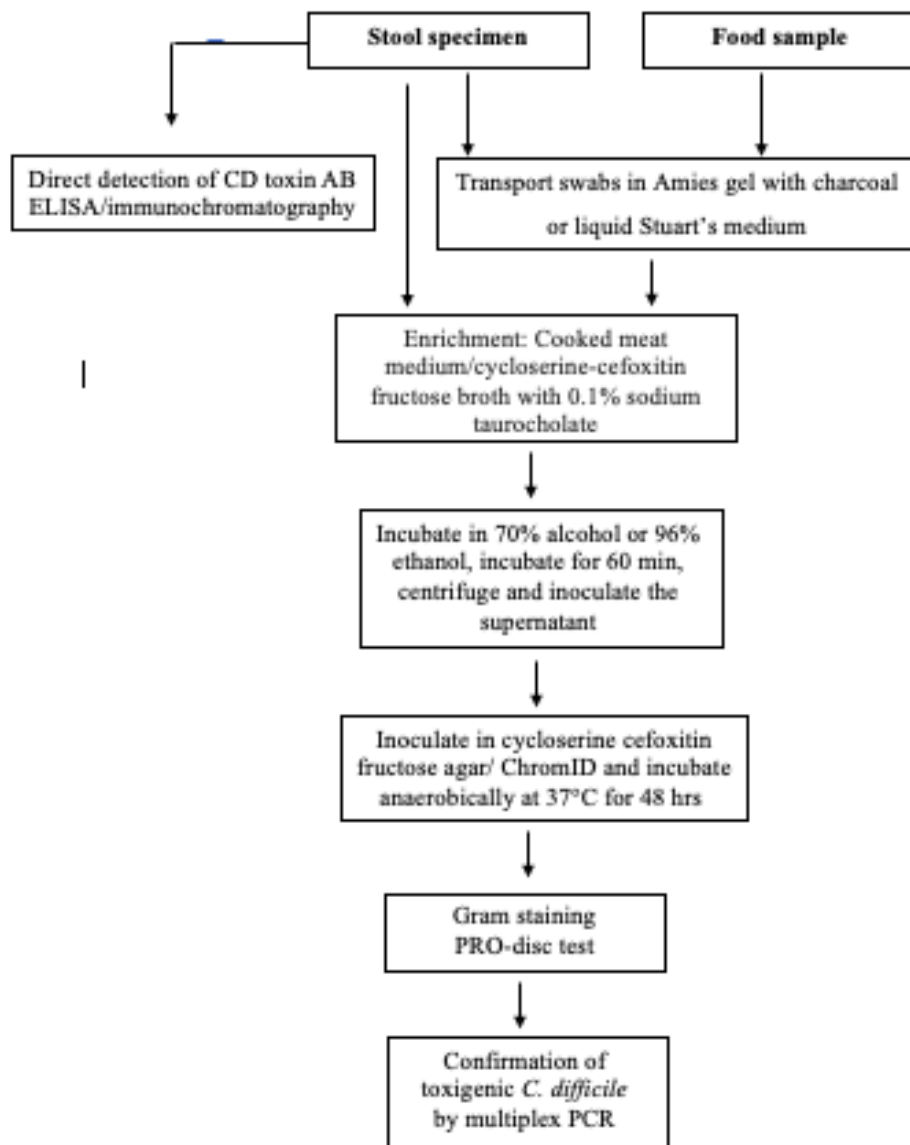 Stool specimen
Food sample
Direct detection of CD toxin AB
ELISA/immunochromatography
Transport swabs in Amies gel with charcoal
or liquid Stuart's medium
Enrichment: Cooked meat
medium/cycloserine-cefoxitin
fructose broth with 0.1% sodium
taurocholate
Incubate in 70% alcohol or 96%
ethanol, incubate for 60 min,
centrifuge and inoculate the
supernatant
Inoculate in cycloserine cefoxitin
fructose agar/ ChromID and incubate
anaerobically at 37°C for 48 hrs
Gram staining
PRO-disc test
Confirmation of
toxigenic C. difficile
by multiplex PCR